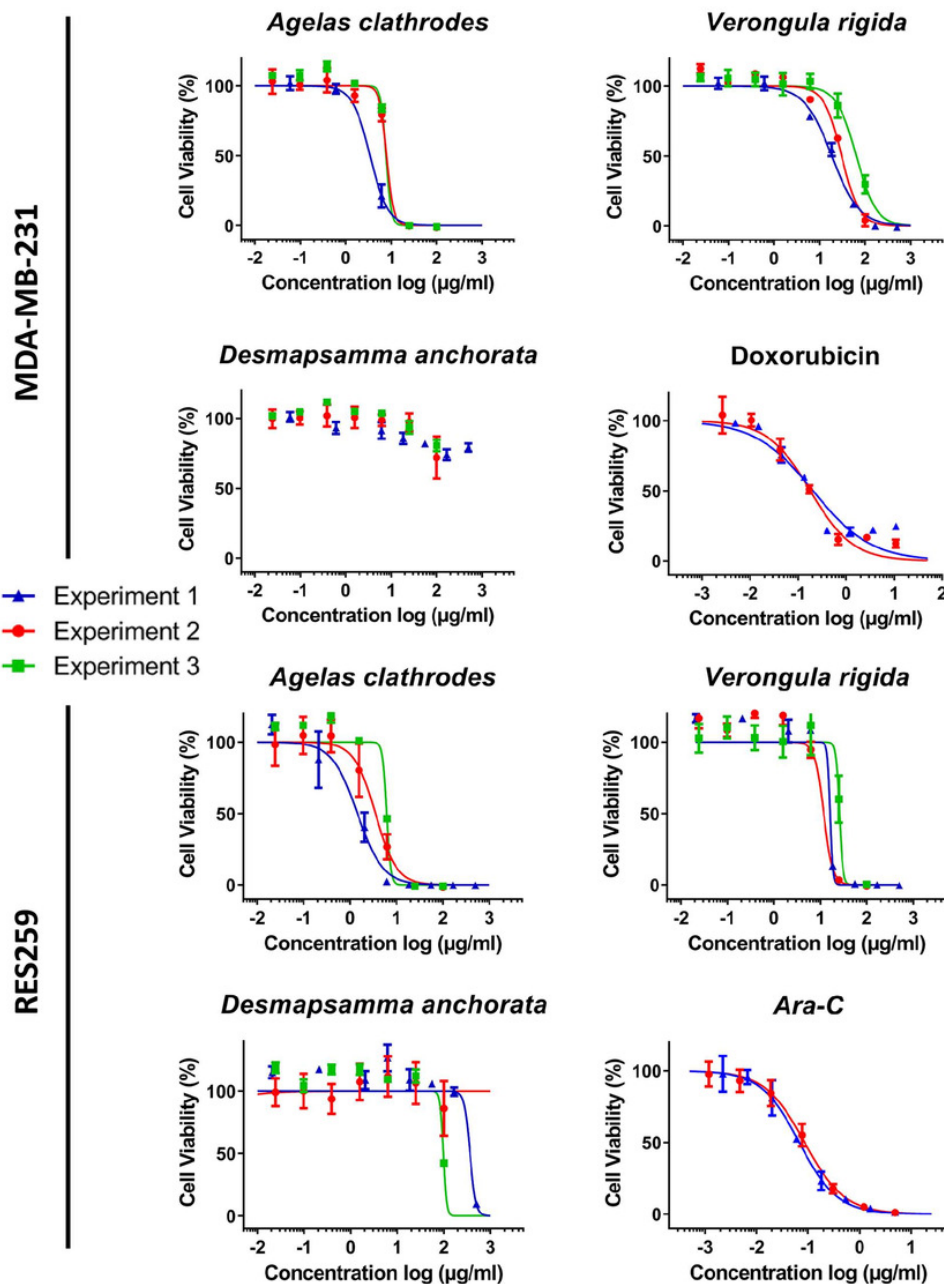 MDA-MB-231
Agelas clathrodes
Cell Viability (%)
100
50
0
-2 -1 0 1 2 3
Concentration log (µg/ml)
Verongula rigida
Cell Viability (%)
100
50
0
-2 -1 0 1 2 3
Concentration log (µg/ml)
Desmapsamma anchorata
Cell Viability (%)
100
50
0
-2 -1 0 1 2 3
Concentration log (µg/ml)
Doxorubicin
Cell Viability (%)
100
50
0
-3 -2 -1 0 1 2
Concentration log (µg/ml)
Experiment 1
Experiment 2
Experiment 3
RES259
Agelas clathrodes
Cell Viability (%)
100
50
0
-2 -1 0 1 2 3
Concentration log (µg/ml)
Verongula rigida
Cell Viability (%)
100
50
0
-2 -1 0 1 2 3
Concentration log (µg/ml)
Desmapsamma anchorata
Cell Viability (%)
100
50
0
-2 -1 0 1 2 3
Concentration log (µg/ml)
Ara-C
Cell Viability (%)
100
50
0
-3 -2 -1 0 1
Concentration log (µg/ml)